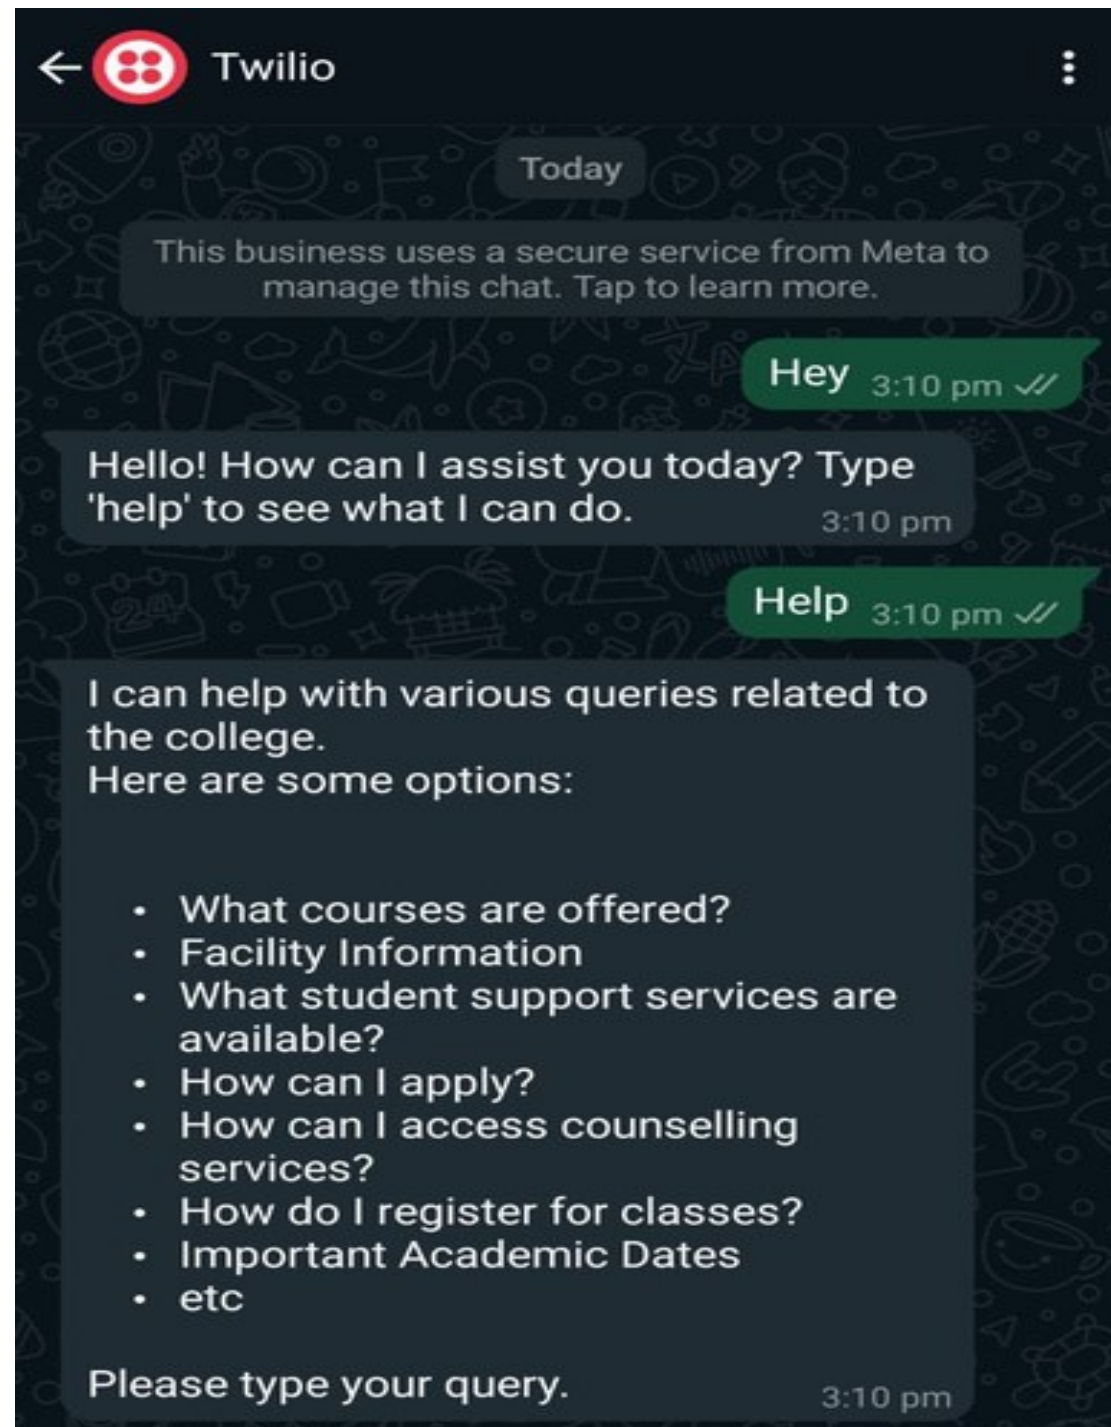 Twilio
Today
This business uses a secure service from Meta to
manage this chat. Tap to learn more.
Hey 3:10 pm
Hello! How can I assist you today? Type
'help' to see what I can do.
3:10 pm
Help 3:10 pm
I can help with various queries related to
the college.
Here are some options:
• What courses are offered?
• Facility Information
• What student support services are
available?
• How can I apply?
• How can I access counselling
services?
• How do I register for classes?
• Important Academic Dates
• etc
Please type your query.
3:10 pm